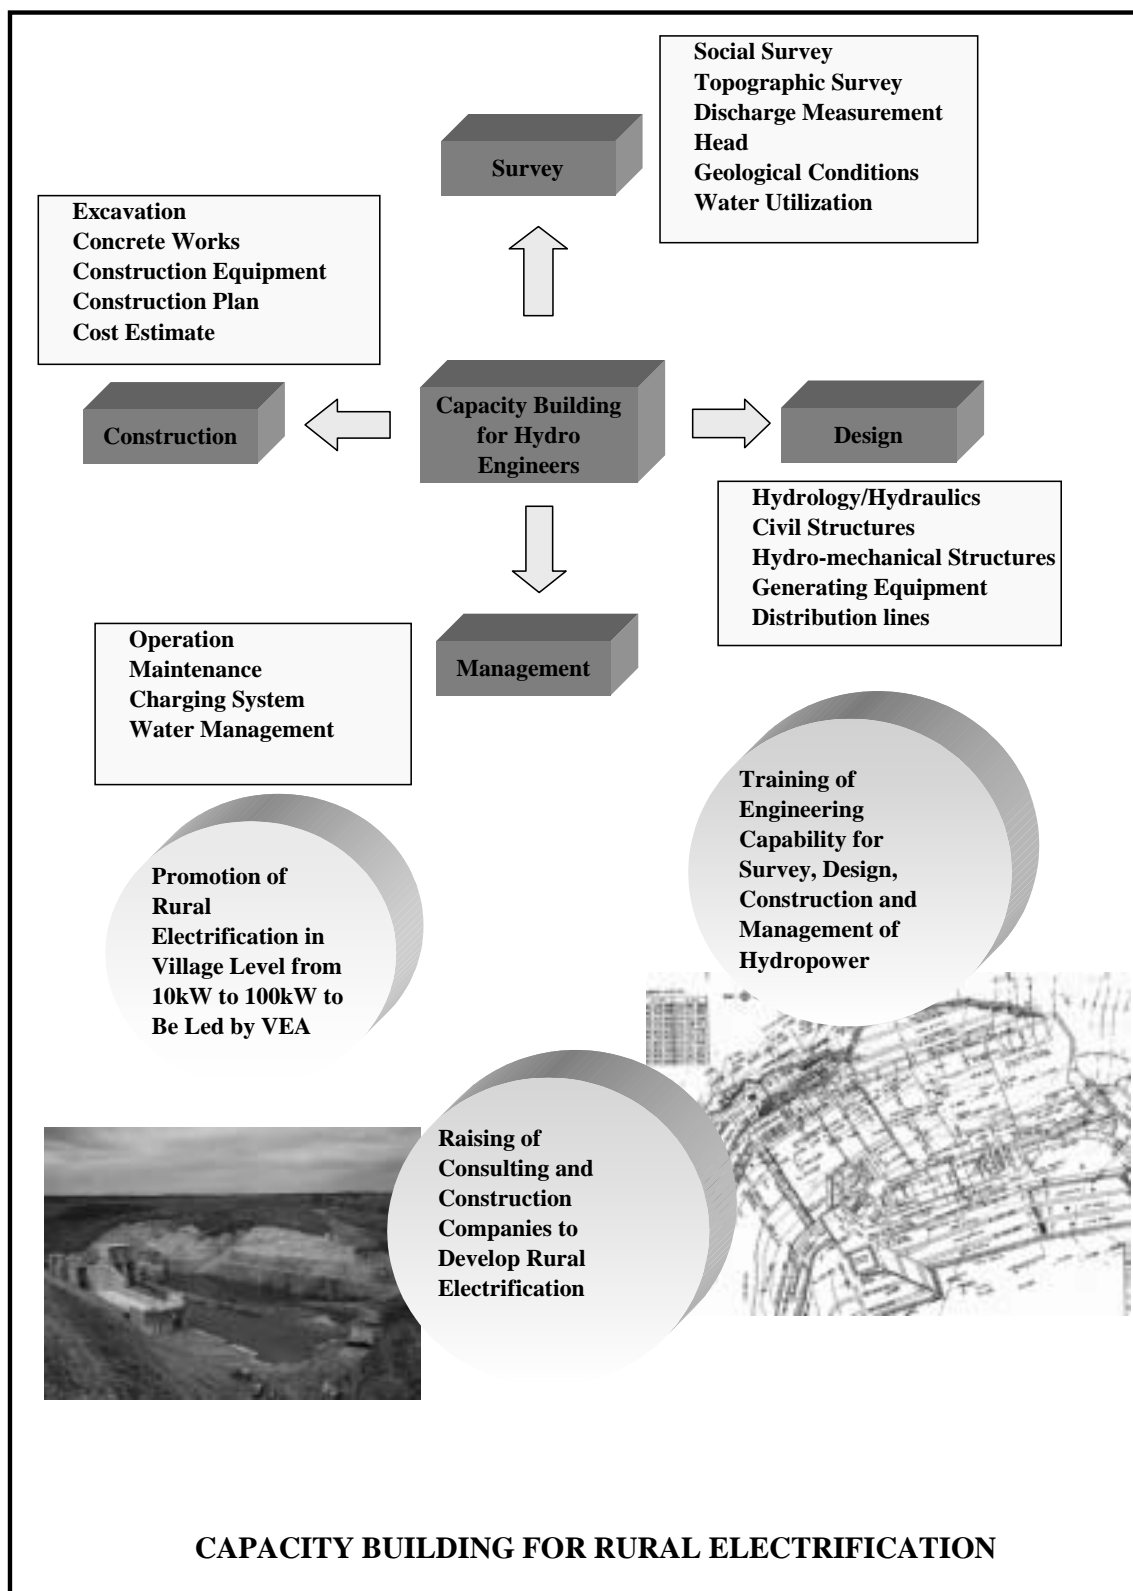 Social Survey
Topographic Survey
Discharge Measurement
Head
Geological Conditions
Water Utilization
Survey
Excavation
Concrete Works
Construction Equipment
Construction Plan
Cost Estimate
Construction
Capacity Building
for Hydro
Engineers
Design
Hydrology/Hydraulics
Civil Structures
Hydro-mechanical Structures
Generating Equipment
Distribution lines
Operation
Maintenance
Charging System
Water Management
Management
Training of
Engineering
Capability for
Survey, Design,
Construction and
Management of
Hydropower
Promotion of
Rural
Electrification in
Village Level from
10kW to 100kW to
Be Led by VEA
Raising of
Consulting and
Construction
Companies to
Develop Rural
Electrification
CAPACITY BUILDING FOR RURAL ELECTRIFICATION